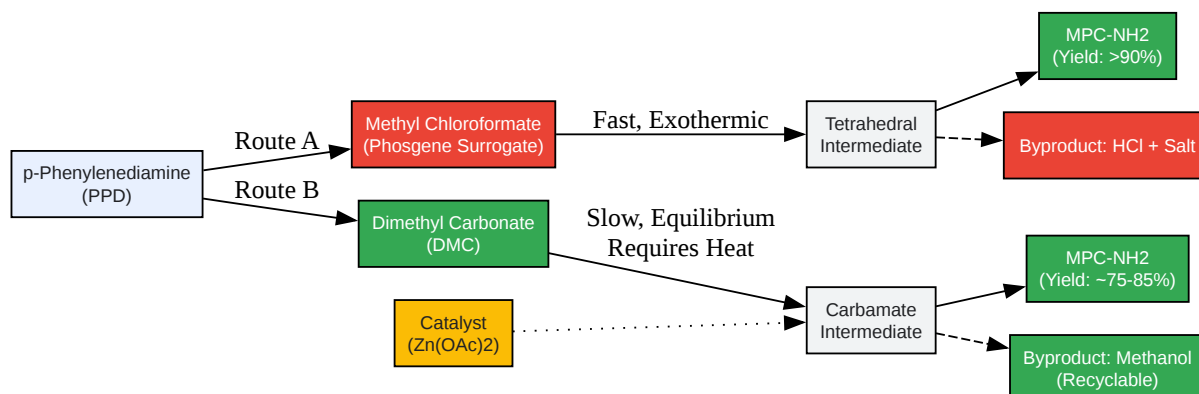 MPC-NH2
(Yield: >90%)
Methyl Chloroformate
(Phosgene Surrogate)
Fast, Exothermic
Tetrahedral
Intermediate
Route A
Byproduct: HCl + Salt
p-Phenylenediamine
(PPD)
Route B
Dimethyl Carbonate
(DMC)
Slow, Equilibrium
Requires Heat
MPC-NH2
(Yield: ~75-85%)
Catalyst
(Zn(OAc)2)
Carbamate
Intermediate
Byproduct: Methanol
(Recyclable)